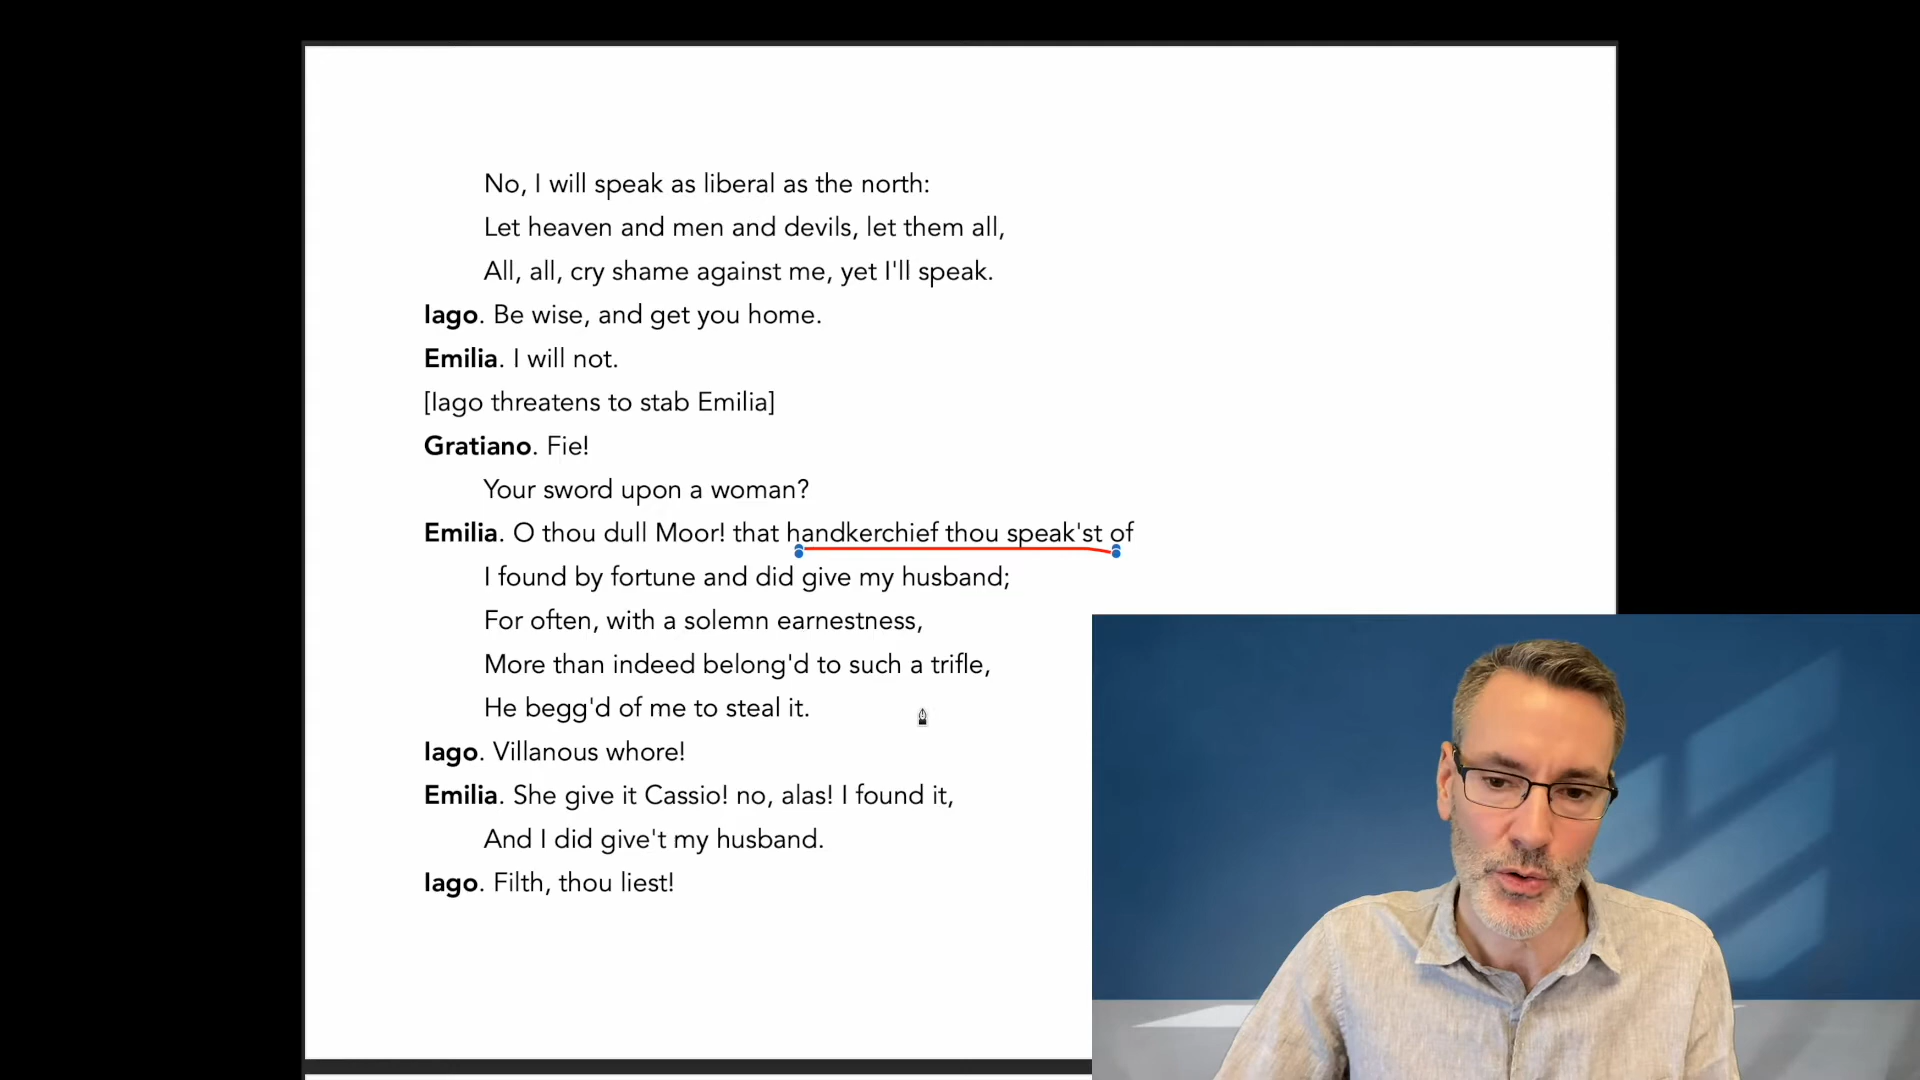 No, I will speak as liberal as the north:
Let heaven and men and devils, let them all,
All, all, cry shame against me, yet I'll speak.
Iago. Be wise, and get you home.
Emilia. I will not.
[Iago threatens to stab Emilia]
Gratiano. Fie!
Your sword upon a woman?
Emilia. O thou dull Moor! that handkerchief thou speak'st of
I found by fortune and did give my husband;
For often, with a solemn earnestness,
More than indeed belong'd to such a trifle,
He begg'd of me to steal it.
Iago. Villanous whore!
Emilia. She give it Cassio! no, alas! I found it,
And I did give't my husband.
Iago. Filth, thou liest!